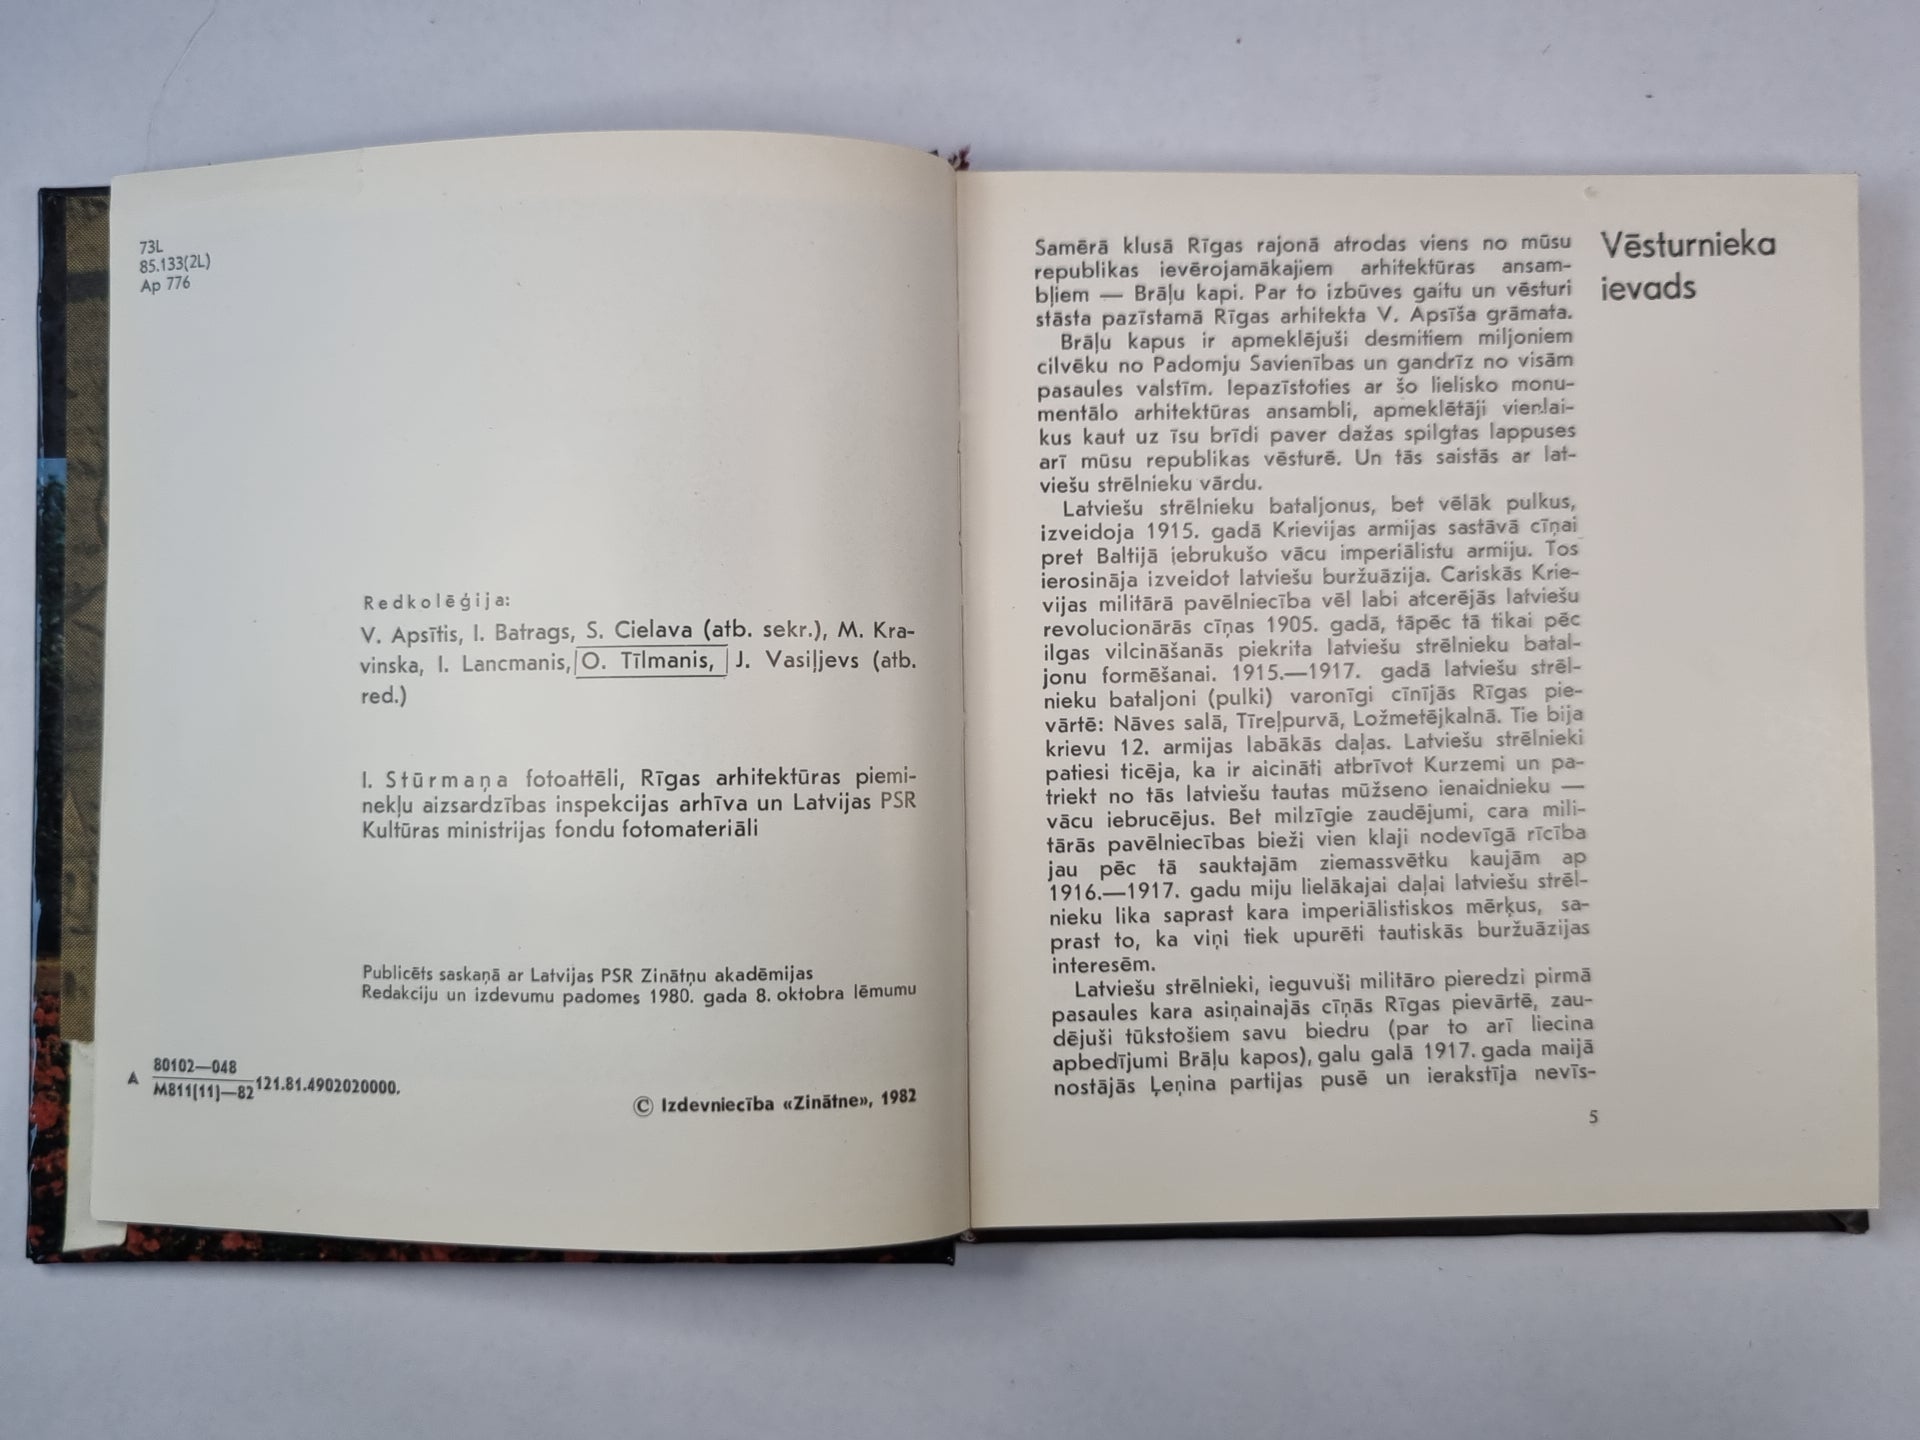 73L
85.133(2L)
Ap 776
Redkolēģija:
V. Apsītis, I. Batrags, S. Cielava (atb. sekr.), M. Kra-
vinska, I. Lancmanis, O. Tīlmanis, J. Vasiļjevs (atb.
red.)
I. Stūrmaņa fotoattēli, Rīgas arhitektūras piemi-
nekļu aizsardzības inspekcijas arhīva un Latvijas PSR
Kultūras ministrijas fondu fotomateriāli
Publicēts saskaņā ar Latvijas PSR Zinātņu akadēmijas
Redakciju un izdevumu padomes 1980. gada 8. oktobra lēmumu
A 80102—048
M811(11)—82 121.81.4902020000.
© Izdevniecība «Zinātne», 1982
Vēsturnieka
ievads
Samērā klusā Rīgas rajonā atrodas viens no mūsu
republikas ievērojamākajiem arhitektūras ansam-
bļiem — Brāļu kapi. Par to izbūves gaitu un vēsturi
stāsta pazīstamā Rīgas arhitekta V. Apsīša grāmata.
Brāļu kapus ir apmeklējuši desmitiem miljoniem
cilvēku no Padomju Savienības un gandrīz no visām
pasaules valstīm. Iepazīstoties ar šo lielisko monu-
mentālo arhitektūras ansambli, apmeklētāji vienlai-
kus kaut uz īsu brīdi paver dažas spilgtas lappuses
arī mūsu republikas vēsturē. Un tās saistās ar lat-
viešu strēlnieku vārdu.
Latviešu strēlnieku bataljonus, bet vēlāk pulkus,
izveidoja 1915. gadā Krievijas armijas sastāvā cīņai
pret Baltijā iebrukušo vācu imperiālistu armiju. Tos
ierosināja izveidot latviešu buržuāzija. Cariskās Krie-
vijas militārā pavēlniecība vēl labi atcerējās latviešu
revolucionārās cīņas 1905. gadā, tāpēc tā tikai pēc
ilgas vilcināšanās piekrita latviešu strēlnieku batal-
jonu formēšanai. 1915.—1917. gadā latviešu strēl-
nieku bataljoni (pulki) varonīgi cīnījās Rīgas pie-
vārtē: Nāves salā, Tīreļpurvā, Ložmetējkalnā. Tie bija
krievu 12. armijas labākās daļas. Latviešu strēlnieki
patiesi ticēja, ka ir aicināti atbrīvot Kurzemi un pa-
triekt no tās latviešu tautas mūžseno ienaidnieku —
vācu iebrucējus. Bet milzīgie zaudējumi, cara mili-
tārās pavēlniecības bieži vien klaji nodevīgā rīcība
jau pēc tā sauktajām ziemassvētku kaujām ap
1916.—1917. gadu miju lielākajai daļai latviešu strēl-
nieku lika saprast kara imperiālistiskos mērķus, sa-
prast to, ka viņi tiek upurēti tautiskās buržuāzijas
interesēm.
Latviešu strēlnieki, ieguvuši militāro pieredzi pirmā
pasaules kara asiņainajās cīņās Rīgas pievārtē, zau-
dējuši tūkstošiem savu biedru (par to arī liecina
apbedījumi Brāļu kapos), galu galā 1917. gada maijā
nostājās Ļeņina partijas pusē un ierakstīja nevīs-
5